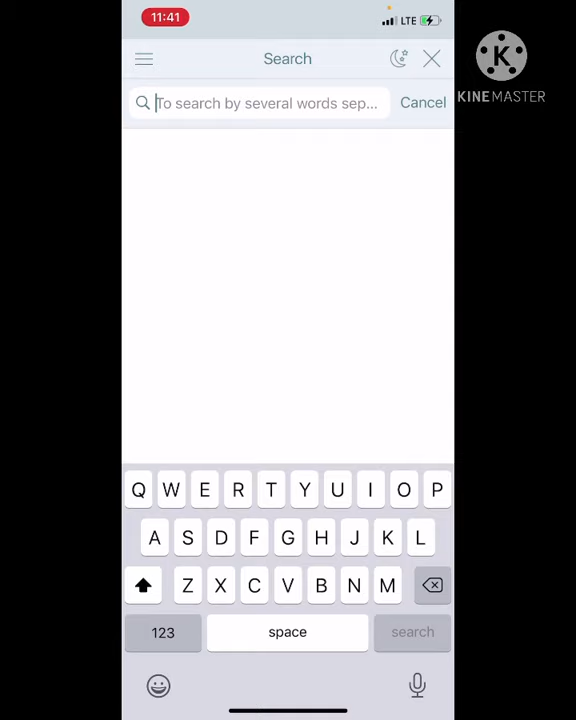 11:41
LTE
Search
To search by several words sep...
Cancel
K
KINEMASTER
Q W E R T Y U I O P
A S D F G H J K L
Z X C V B N M
123 space search